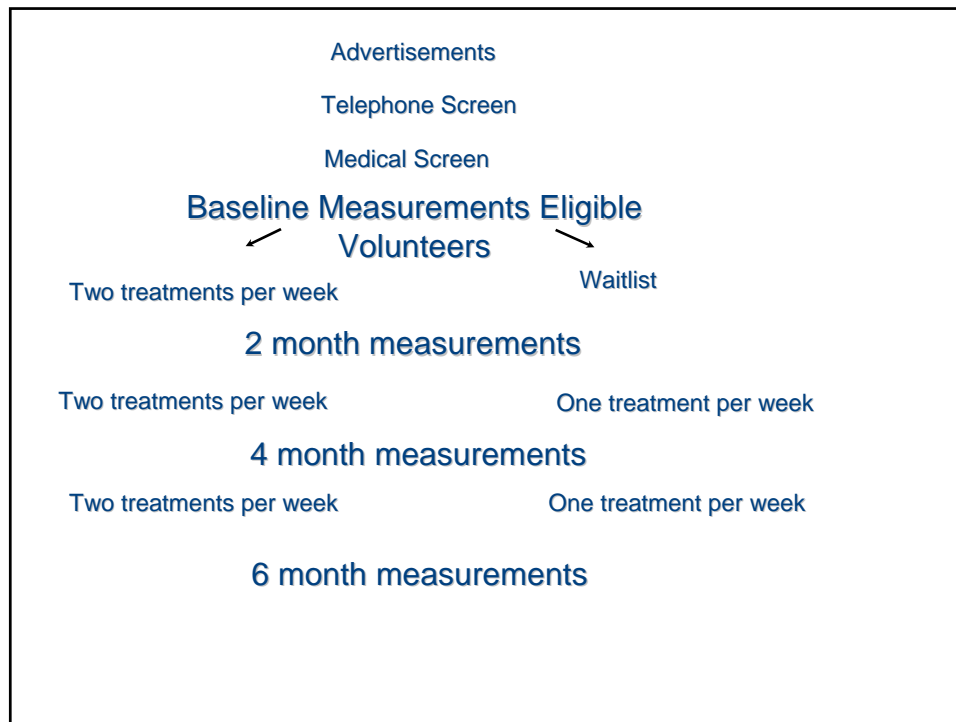 Advertisements
Telephone Screen
Medical Screen
Baseline Measurements Eligible
Volunteers
Two treatments per week
Waitlist
2 month measurements
Two treatments per week
One treatment per week
4 month measurements
Two treatments per week
One treatment per week
6 month measurements